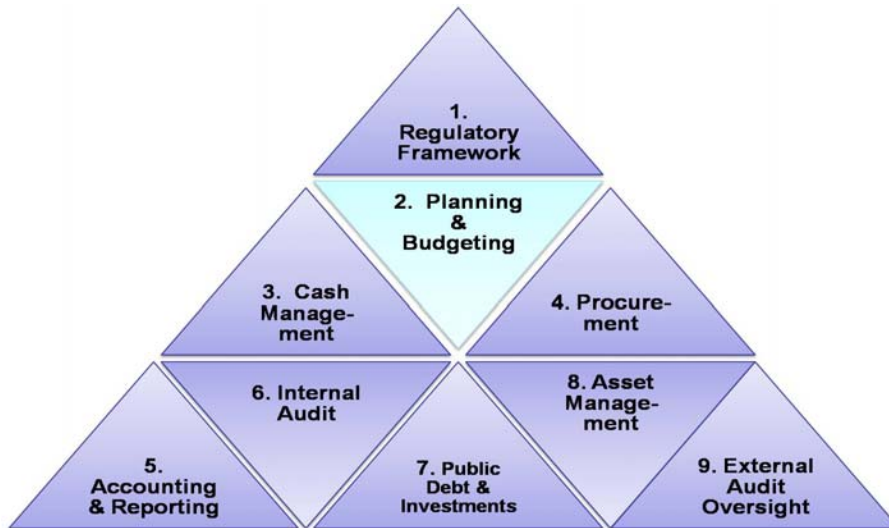 1.
Regulatory
Framework
2. Planning
&
Budgeting
3. Cash
Manage-
ment
4. Procure-
ment
5.
Accounting
& Reporting
6. Internal
Audit
7. Public
Debt &
Investments
8. Asset
Manage-
ment
9. External
Audit
Oversight